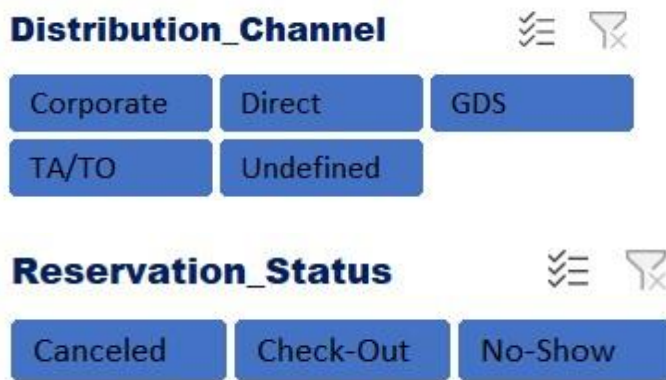 Distribution_Channel
Corporate Direct GDS
TA/TO Undefined
Reservation_Status
Canceled Check-Out No-Show